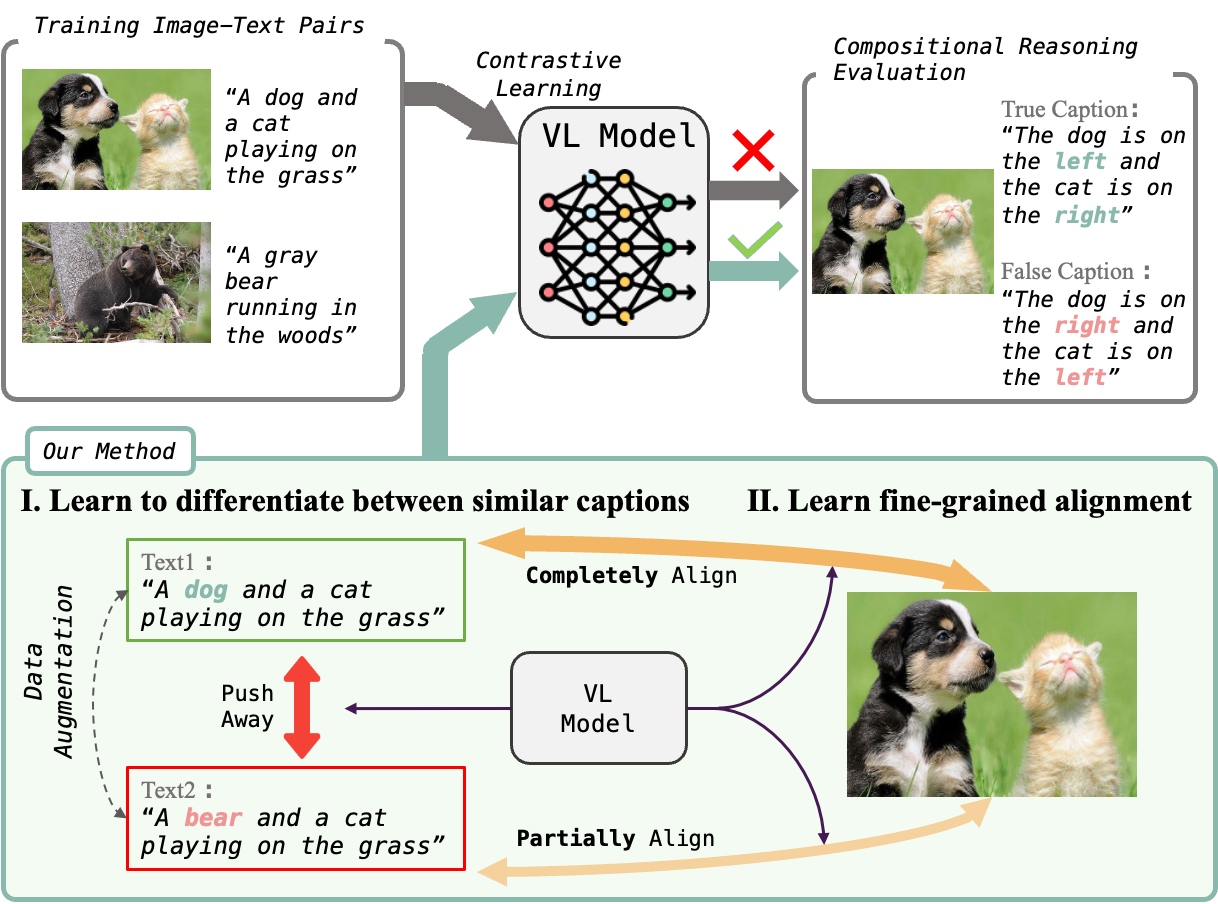 Training Image–Text Pairs
“A dog and
a cat
playing on
the grass”
“A gray
bear
running in
the woods”
Contrastive
Learning
VL Model
Compositional Reasoning
Evaluation
True Caption:
“The dog is on
the left and
the cat is on
the right”
False Caption:
“The dog is on
the right and
the cat is on
the left”
Our Method
I. Learn to differentiate between similar captions
II. Learn fine-grained alignment
Data
Augmentation
Text1:
“A dog and a cat
playing on the grass”
Push
Away
Text2:
“A bear and a cat
playing on the grass”
VL
Model
Completely Align
Partially Align